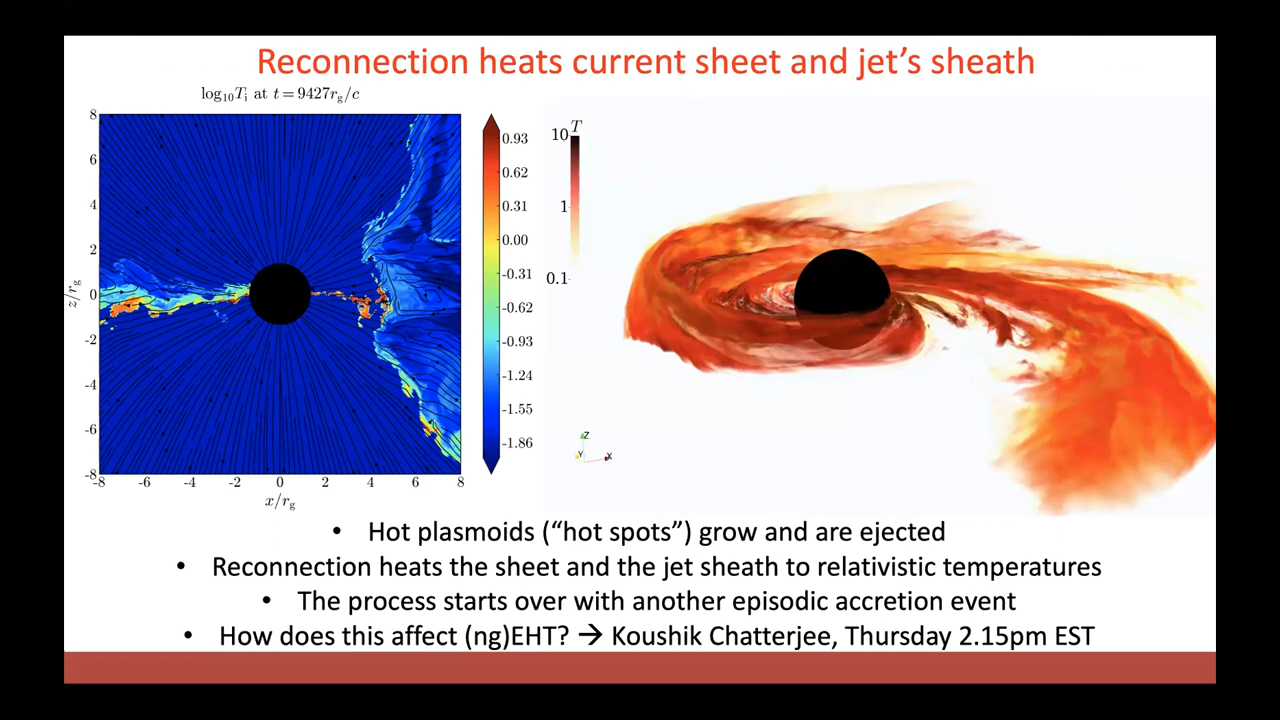 Reconnection heats current sheet and jet's sheath
log₁₀Tᵢ at t = 9427r_g/c
8
6
4
2
0
-2
-4
-6
-8
z/r_g
-8 -6 -4 -2 0 2 4 6 8
x/r_g
0.93
0.62
0.31
0.00
-0.31
-0.62
-0.93
-1.24
-1.55
-1.86
T
10
1
0.1
Z
Y
X
• Hot plasmoids (“hot spots”) grow and are ejected
• Reconnection heats the sheet and the jet sheath to relativistic temperatures
• The process starts over with another episodic accretion event
• How does this affect (ng)EHT? → Koushik Chatterjee, Thursday 2.15pm EST